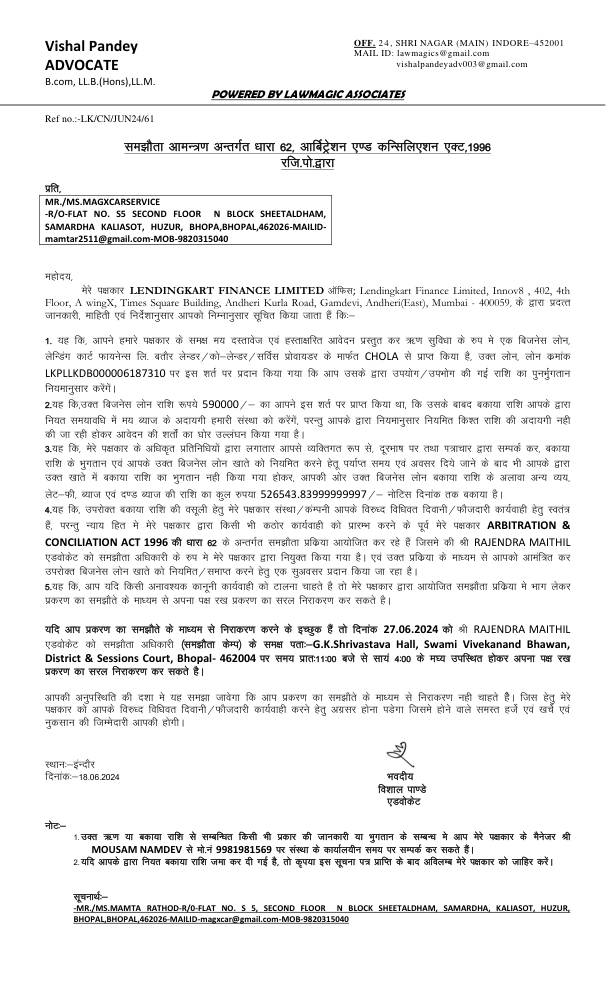 Vishal Pandey
ADVOCATE
B.com, LL.B.(Hons),LL.M.
OFF. 24, SHRI NAGAR (MAIN) INDORE–452001
MAIL ID: lawmagics@gmail.com
vishalpandeyadv003@gmail.com
POWERED BY LAWMAGIC ASSOCIATES
Ref no.:-LK/CN/JUN24/61
समझौता आमन्त्रण अन्तर्गत धारा 62, आर्बिट्रेशन एण्ड कन्सिलिएशन एक्ट,1996
रजि.पो.द्वारा
प्रति,
MR./MS.MAGXCARSERVICE
-R/O-FLAT NO. S5 SECOND FLOOR N BLOCK SHEETALDHAM,
SAMARDHA KALIASOT, HUZUR, BHOPA,BHOPAL,462026-MAILID-
mamtar2511@gmail.com-MOB-9820315040
महोदय,
मेरे पक्षकार LENDINGKART FINANCE LIMITED ऑफिस; Lendingkart Finance Limited, Innov8 , 402, 4th
Floor, A wingX, Times Square Building, Andheri Kurla Road, Gamdevi, Andheri(East), Mumbai - 400059, के द्वारा प्रदत्त
जानकारी, माहिती एवं निर्देशानुसार आपको निम्नानुसार सूचित किया जाता हैं किः–
1. यह कि, आपने हमारे पक्षकार के समक्ष मय दस्तावेज एवं हस्ताक्षरित आवेदन प्रस्तुत कर ऋण सुविधा के रुप मे एक बिजनेस लोन,
लेन्डिंग कार्ट फायनेन्स लि. बतौर लेन्डर/को–लेन्डर/सर्विस प्रोवायडर के मार्फत CHOLA से प्राप्त किया है, उक्त लोन, लोन क्रमांक
LKPLLKDB000006187310 पर इस शर्त पर प्रदान किया गया कि आप उसके द्वारा उपयोग/उपभोग की गई राशि का पुनर्मुगतान
नियमानुसार करेंगें।
2.यह कि,उक्त बिजनेस लोन राशि रूपये 590000/– का आपने इस शर्त पर प्राप्त किया था, कि उसके बाद बकाया राशि आपके द्वारा
नियत समयावधि में मय ब्याज के अदायगी हमारी संस्था को करेंगें, परन्तु आपके द्वारा नियमानुसार नियमित किश्त राशि की अदायगी नही
की जा रही होकर आवेदन की शर्तों का घोर उल्लंघन किया गया है।
3.यह कि, मेरे पक्षकार के अधिकृत प्रतिनिधियों द्वारा लगातार आपसे व्यक्तिगत रूप से, दूरभाष पर तथा पत्राचार द्वारा सम्पर्क कर, बकाया
राशि के भुगतान एवं आपके उक्त बिजनेस लोन खाते को नियमित करने हेतू पर्याप्त समय एवं अवसर दिये जाने के बाद भी आपके द्वारा
उक्त खाते में बकाया राशि का भुगतान नही किया गया होकर, आपकी ओर उक्त बिजनेस लोन बकाया राशि के अलावा अन्य व्यय,
लेट–फी, ब्याज एवं दण्ड ब्याज की राशि का कुल रुपया 526543.83999999997/– नोटिस दिनांक तक बकाया है।
4.यह कि, उपरोक्त बकाया राशि की वसूली हेतु मेरे पक्षकार संस्था/कंम्पनी आपके विरुध्द विधिवत दिवानी/फौजदारी कार्यवाही हेतु स्वतंत्र
हैं, परन्तु न्याय हित मे मेरे पक्षकार द्वारा किसी भी कठोर कार्यवाही को प्रारम्भ करने के पूर्व मेरे पक्षकार ARBITRATION &
CONCILIATION ACT 1996 की धारा 62 के अन्तर्गत समझौता प्रक्रिया आयोजित कर रहे हैं जिसमे की श्री RAJENDRA MAITHIL
एडवोकेट को समझौता अधिकारी के रुप मे मेरे पक्षकार द्वारा नियुक्त किया गया है। एवं उक्त प्रक्रिया के माध्यम से आपको आमंत्रित कर
उपरोक्त बिजनेस लोन खाते को नियमित/समाप्त करने हेतु एक सुअवसर प्रदान किया जा रहा है।
5.यह कि, आप यदि किसी अनावश्यक कानूनी कार्यवाही को टालना चाहते है तो मेरे पक्षकार द्वारा आयोजित समझौता प्रक्रिया मे भाग लेकर
प्रकरण का समझौते के माध्यम से अपना पक्ष रख प्रकरण का सरल निराकरण कर सकते है।
यदि आप प्रकरण का समझौते के माध्यम से निराकरण करने के इच्छुक हैं तो दिनांक 27.06.2024 को श्री RAJENDRA MAITHIL
एडवोकेट को समझौता अधिकारी (समझौता केम्प) के समक्ष पताः–G.K.Shrivastava Hall, Swami Vivekanand Bhawan,
District & Sessions Court, Bhopal- 462004 पर समय प्रातः11:00 बजे से सायं 4:00 के मघ्य उपस्थित होकर अपना पक्ष रख
प्रकरण का सरल निराकरण कर सकते है।
आपकी अनुपस्थिति की दशा मे यह समझा जावेगा कि आप प्रकरण का समझौते के माध्यम से निराकरण नही चाहते हैे। जिस हेतु मेरे
पक्षकार को आपके विरुध्द विधिवत दिवानी/फौजदारी कार्यवाही करने हेतु अग्रसर होना पडेगा जिसमे होने वाले समस्त हर्जे एवं खर्चे एवं
नुकसान की जिम्मेदारी आपकी होगी।
स्थानः–इंन्दौर
दिनांकः–18.06.2024
भवदीय
विशाल पाण्डे
एडवोकेट
नोटः–
1.उक्त ऋण या बकाया राशि से सम्बन्धित किसी भी प्रकार की जानकारी या भुगतान के सम्बन्ध मे आप मेरे पक्षकार के मैनेजर श्री
MOUSAM NAMDEV से मो.नं 9981981569 पर संस्था के कार्यालयीन समय पर सम्पर्क कर सकते हैं।
2.यदि आपके द्वारा नियत बकाया राशि जमा कर दी गई है, तो कृपया इस सूचना पत्र प्राप्ति के बाद अविलम्ब मेरे पक्षकार को जाहिर करें।
सूचनार्थः–
-MR./MS.MAMTA RATHOD-R/0-FLAT NO. S 5, SECOND FLOOR N BLOCK SHEETALDHAM, SAMARDHA, KALIASOT, HUZUR,
BHOPAL,BHOPAL,462026-MAILID-magxcar@gmail.com-MOB-9820315040